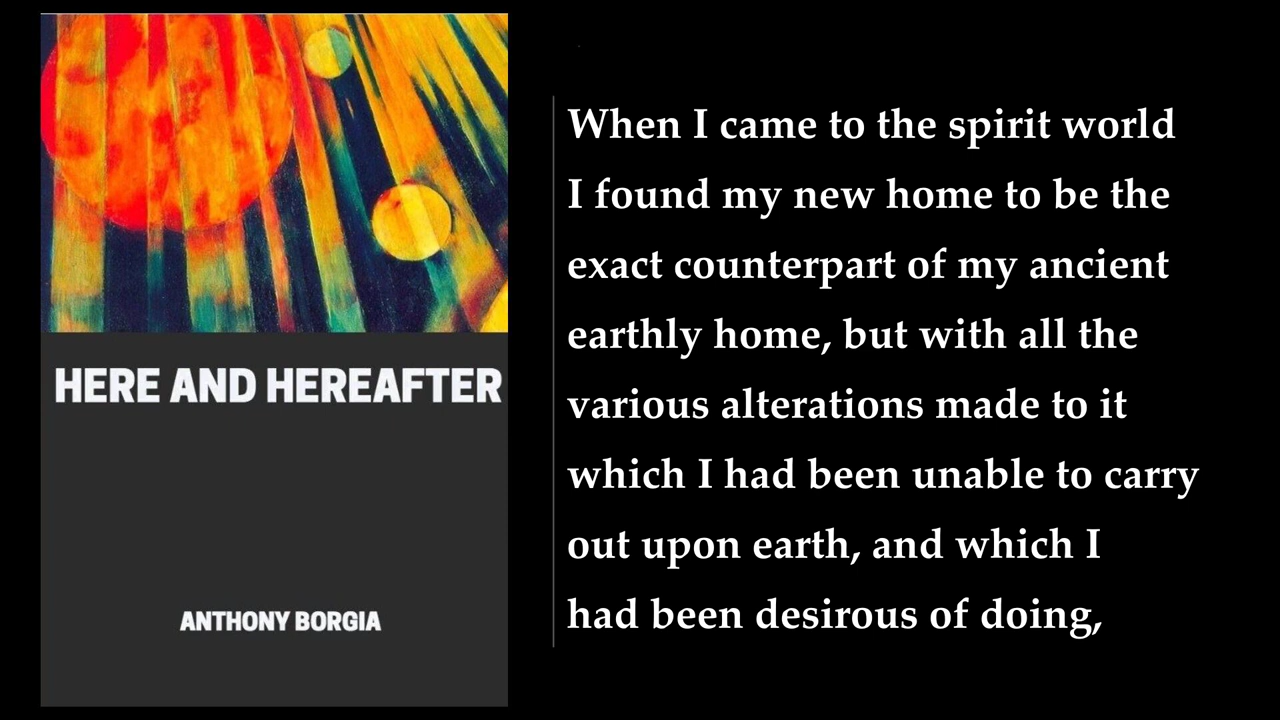 HERE AND HEREAFTER
ANTHONY BORGIA
When I came to the spirit world
I found my new home to be the
exact counterpart of my ancient
earthly home, but with all the
various alterations made to it
which I had been unable to carry
out upon earth, and which I
had been desirous of doing,